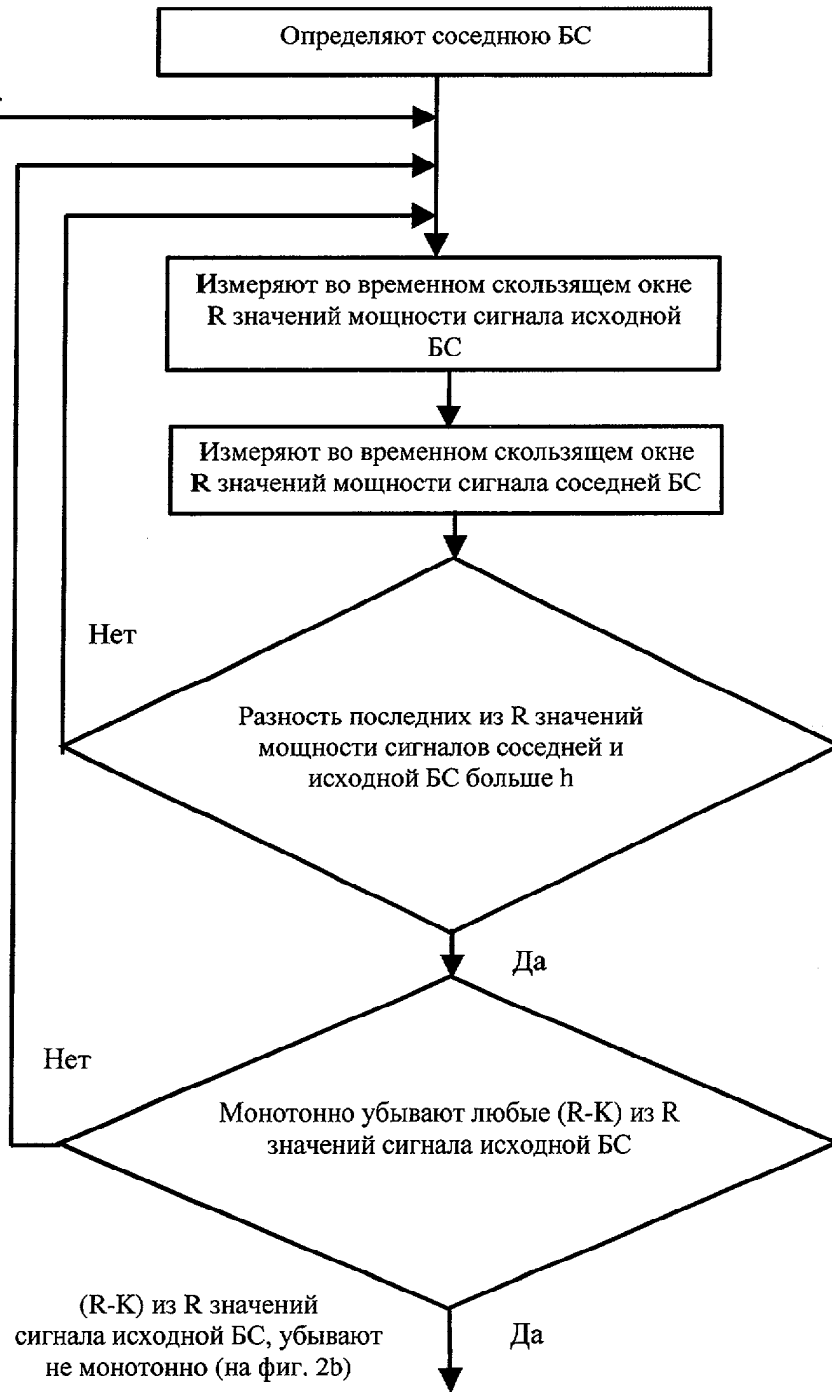 Определяют соседнюю БС
Измеряют во временном скользящем окне
R значений мощности сигнала исходной
БС
Измеряют во временном скользящем окне
R значений мощности сигнала соседней БС
Нет
Разность последних из R значений
мощности сигналов соседней и
исходной БС больше h
Да
Нет
Монотонно убывают любые (R-K) из R
значений сигнала исходной БС
(R-K) из R значений
сигнала исходной БС, убывают
не монотонно (на фиг. 2b)
Да